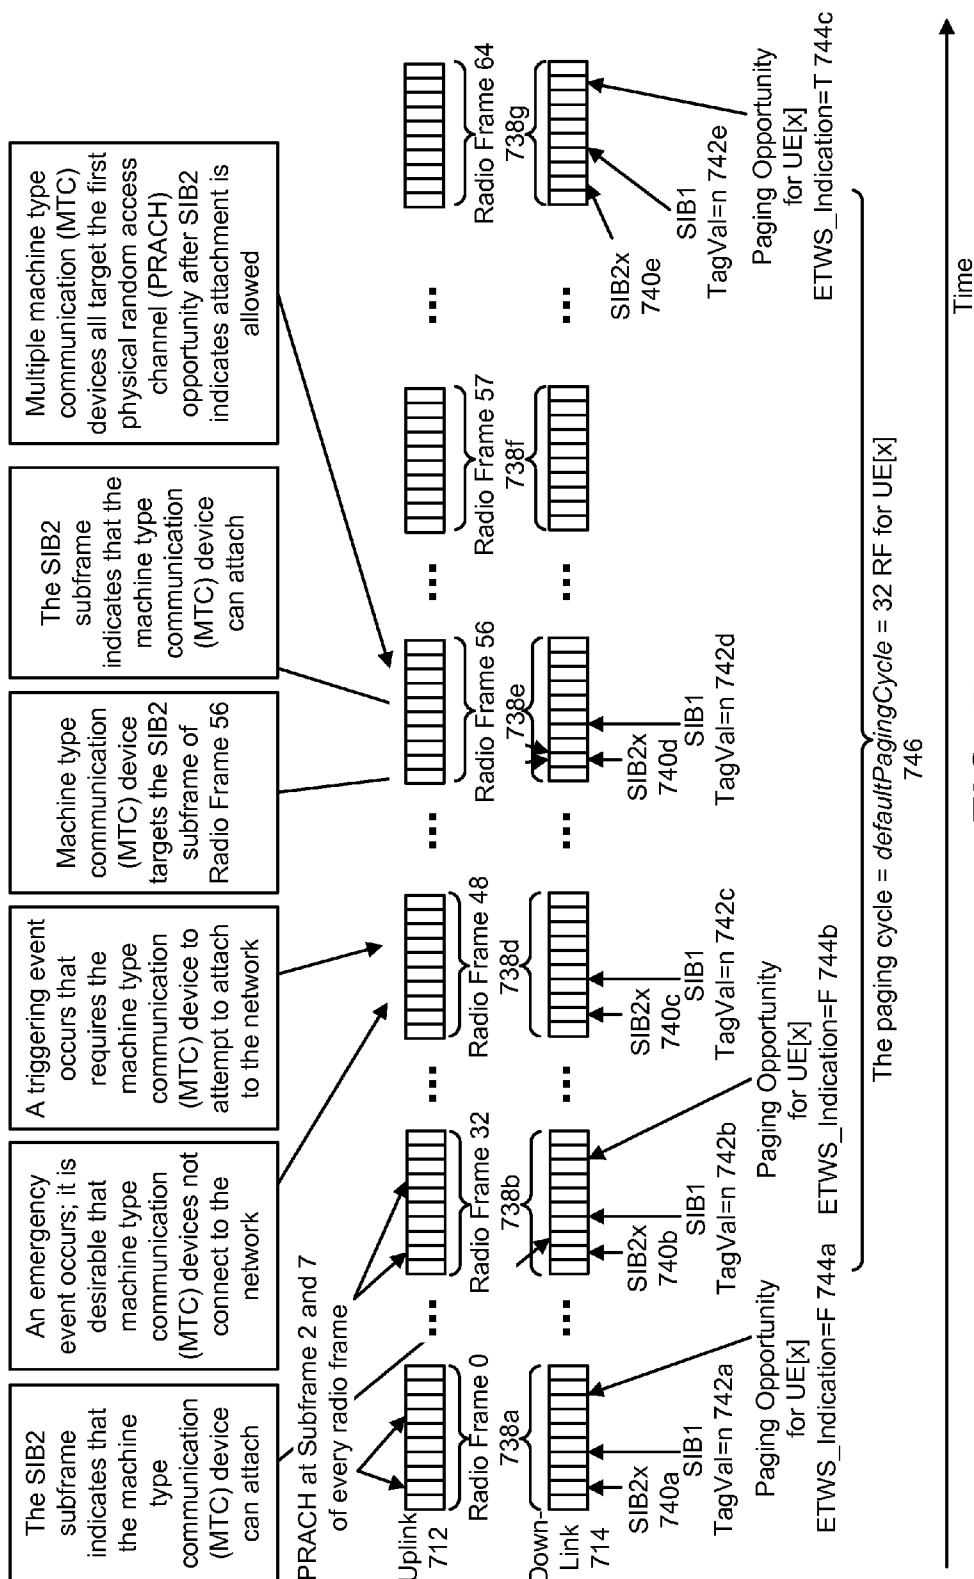 The SIB2
subframe
indicates that
the machine
type
communication
(MTC) device
can attach
An emergency
event occurs; it is
desirable that
machine type
communication
(MTC) devices not
connect to the
network
A triggering event
occurs that
requires the
machine type
communication
(MTC) device to
attempt to attach
to the network
Machine type
communication
(MTC) device
targets the SIB2
subframe of
Radio Frame 56
The SIB2
subframe
indicates that the
machine type
communication
(MTC) device
can attach
Multiple machine type
communication (MTC)
devices all target the first
physical random access
channel (PRACH)
opportunity after SIB2
indicates attachment is
allowed
PRACH at Subframe 2 and 7
of every radio frame
Uplink
712
Radio Frame 0
738a
Radio Frame 32
738b
Radio Frame 48
738d
Radio Frame 56
738e
Radio Frame 57
738f
Radio Frame 64
738g
Down-
Link
714
SIB2x
740a
SIB1
TagVal=n 742a
Paging Opportunity
for UE[x]
ETWS_Indication=F 744a
SIB2x
740b
SIB1
TagVal=n 742b
Paging Opportunity
for UE[x]
ETWS_Indication=F 744b
SIB2x
740c
SIB1
TagVal=n 742c
SIB2x
740d
SIB1
TagVal=n 742d
SIB2x
740e
SIB1
TagVal=n 742e
Paging Opportunity
for UE[x]
ETWS_Indication=T 744c
The paging cycle = defaultPagingCycle = 32 RF for UE[x]
746
Time